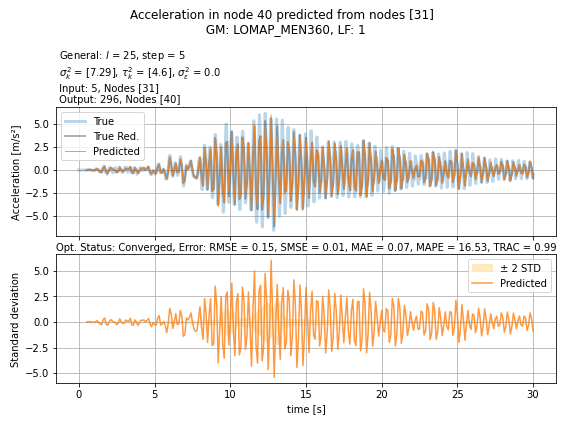 Acceleration in node 40 predicted from nodes [31]
GM: LOMAP_MEN360, LF: 1
General: l = 25, step = 5
σ²ₖ = [7.29], τ²ₖ = [4.6], σ²ε = 0.0
Input: 5, Nodes [31]
Output: 296, Nodes [40]
Acceleration [m/s²]
5.0
2.5
0.0
−2.5
−5.0
True
True Red.
Predicted
Opt. Status: Converged, Error: RMSE = 0.15, SMSE = 0.01, MAE = 0.07, MAPE = 16.53, TRAC = 0.99
Standard deviation
5.0
2.5
0.0
−2.5
−5.0
± 2 STD
Predicted
0 5 10 15 20 25 30
time [s]